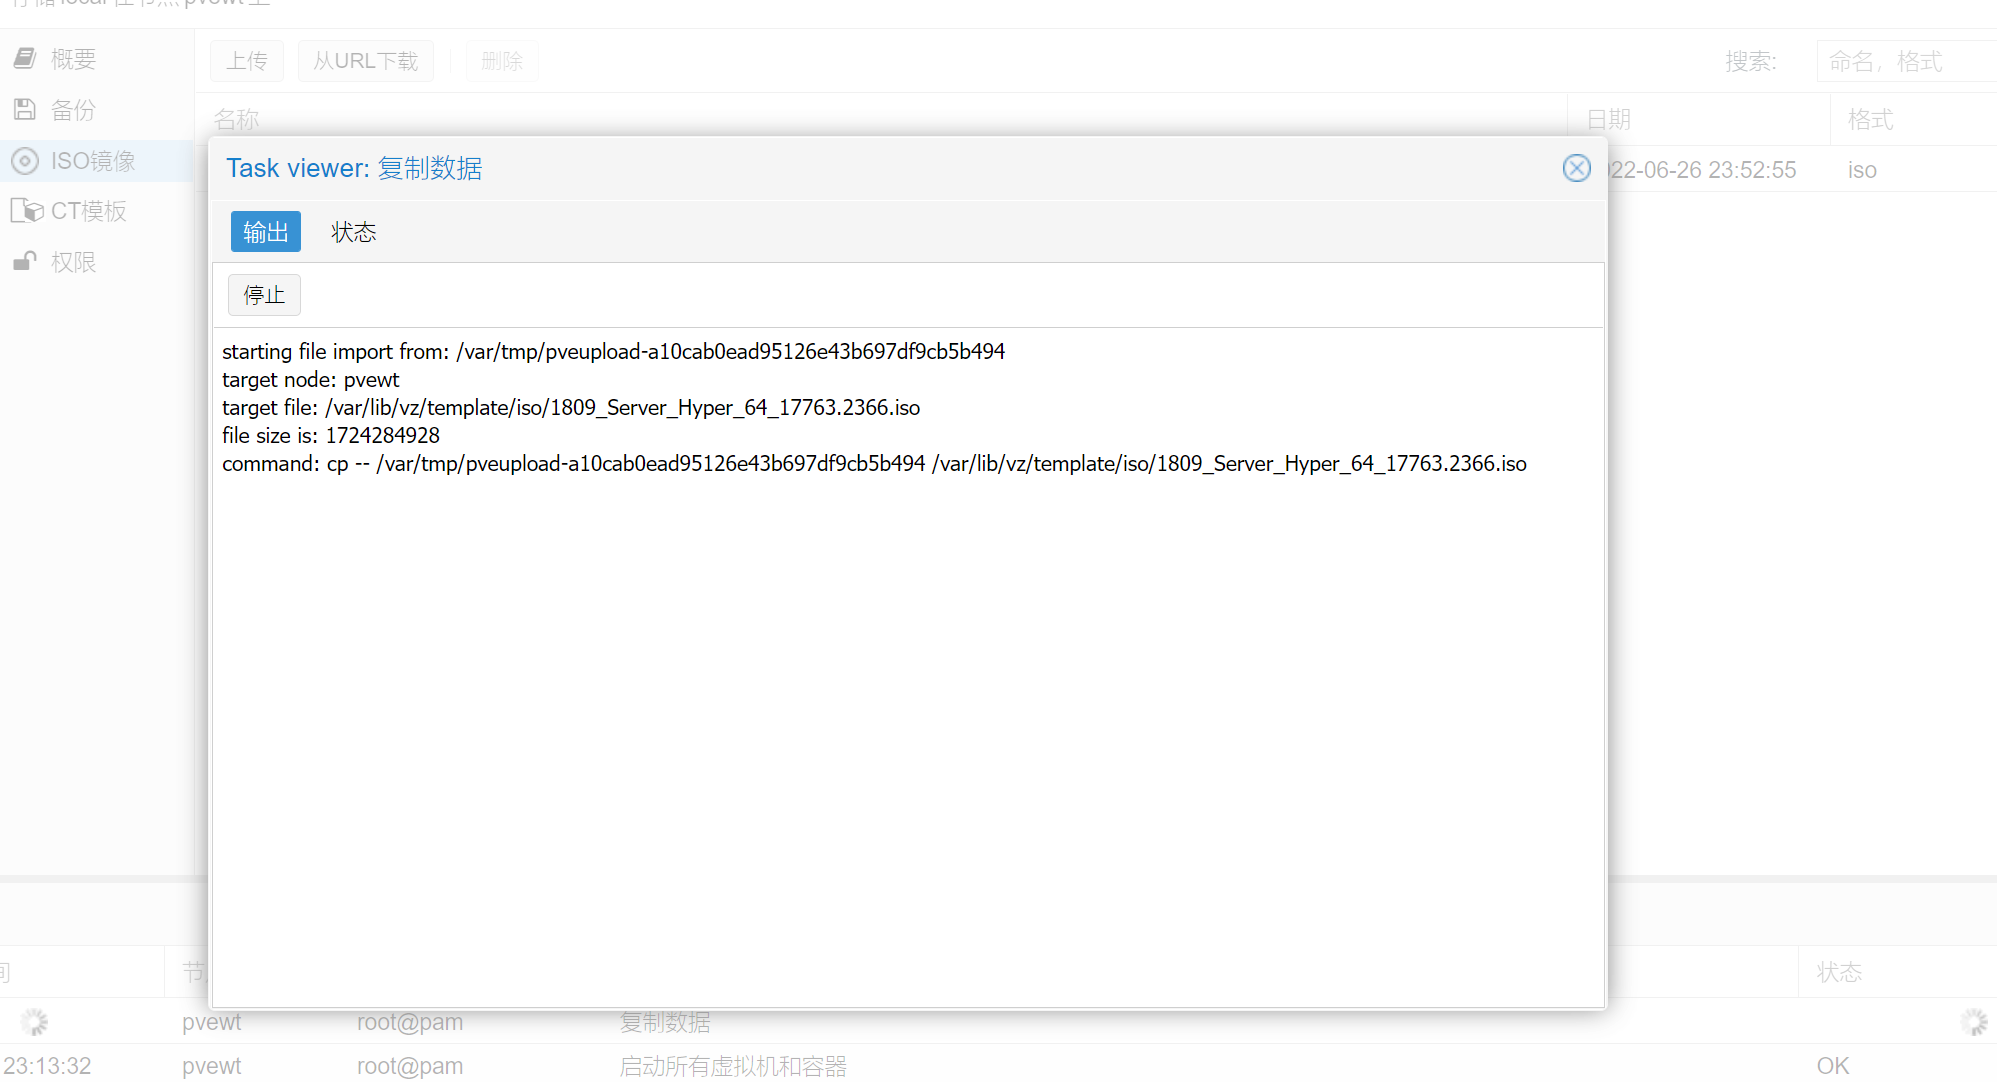 概要
上传
从URL下载
删除
搜索:
命名，格式
备份
名称
日期
格式
ISO镜像
Task viewer: 复制数据
22-06-26 23:52:55
iso
CT模板
输出
状态
权限
停止
starting file import from: /var/tmp/pveupload-a10cab0ead95126e43b697df9cb5b494
target node: pvewt
target file: /var/lib/vz/template/iso/1809_Server_Hyper_64_17763.2366.iso
file size is: 1724284928
command: cp -- /var/tmp/pveupload-a10cab0ead95126e43b697df9cb5b494 /var/lib/vz/template/iso/1809_Server_Hyper_64_17763.2366.iso
状态
pvewt
root@pam
复制数据
23:13:32
pvewt
root@pam
启动所有虚拟机和容器
OK